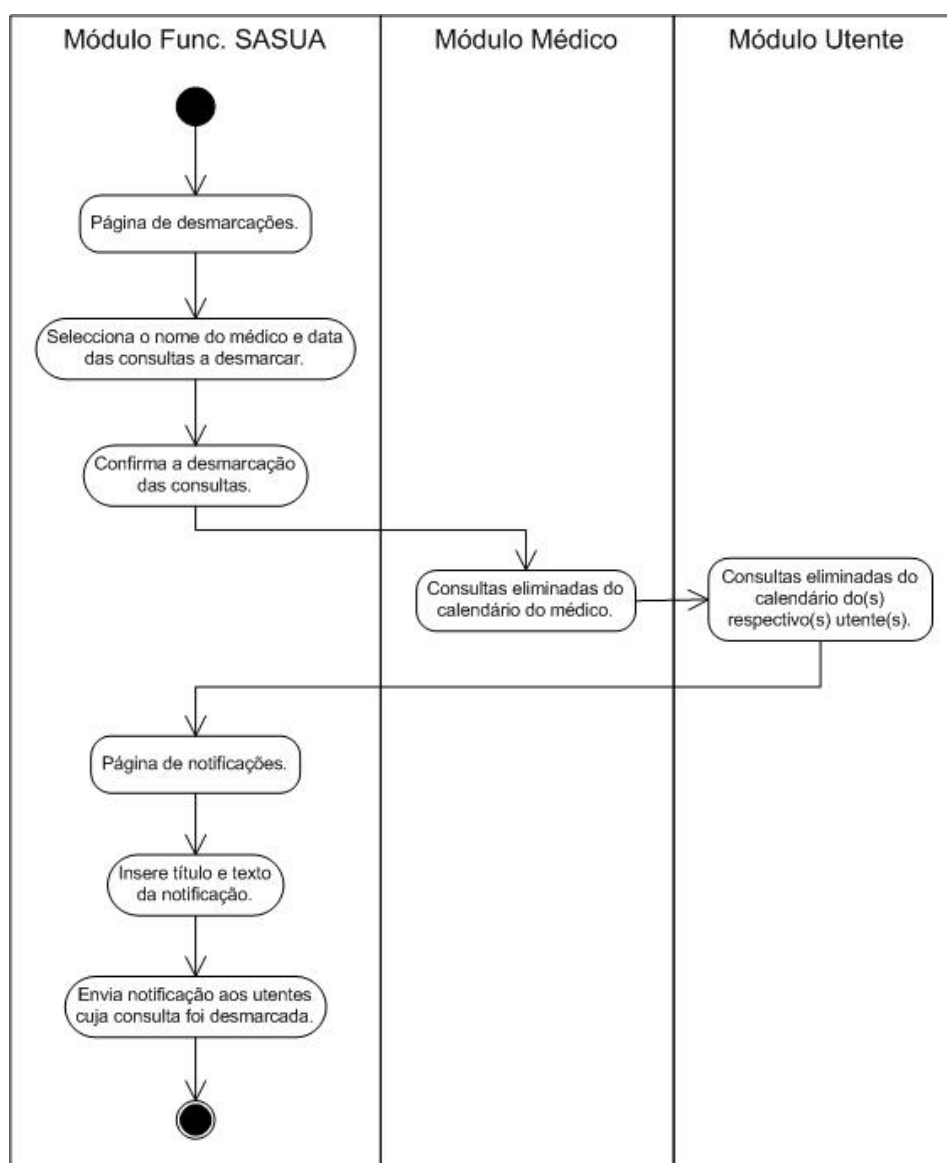 Módulo Func. SASUA
Módulo Médico
Módulo Utente
Página de desmarcações.
Selecciona o nome do médico e data
das consultas a desmarcar.
Confirma a desmarcação
das consultas.
Consultas eliminadas do
calendário do médico.
Consultas eliminadas do
calendário do(s)
respectivo(s) utente(s).
Página de notificações.
Insere título e texto
da notificação.
Envia notificação aos utentes
cuja consulta foi desmarcada.